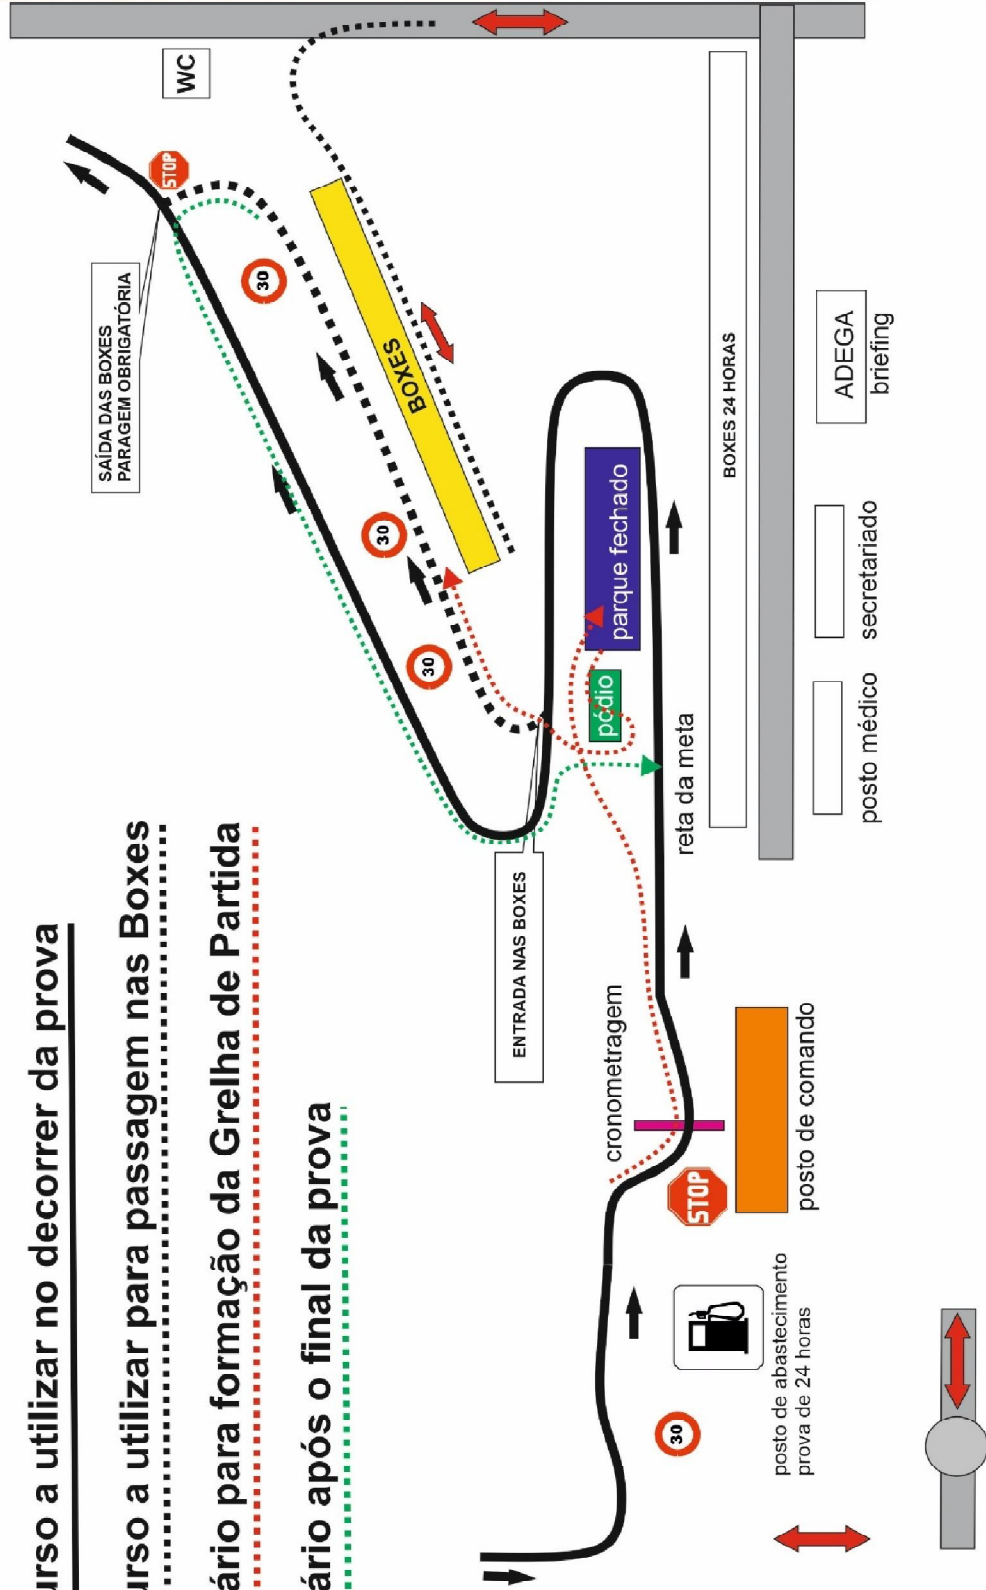 urso a utilizar no decorrer da prova
urso a utilizar para passagem nas Boxes
ário para formação da Grelha de Partida
ário após o final da prova
SAÍDA DAS BOXES
PARAGEM OBRIGATÓRIA
WC
STOP
30
30
30
BOXES
ENTRADA NAS BOXES
parque fechado
pódio
reta da meta
cronometragem
STOP
30
posto de comando
posto de abastecimento
prova de 24 horas
BOXES 24 HORAS
posto médico
secretariado
ADEGA
briefing